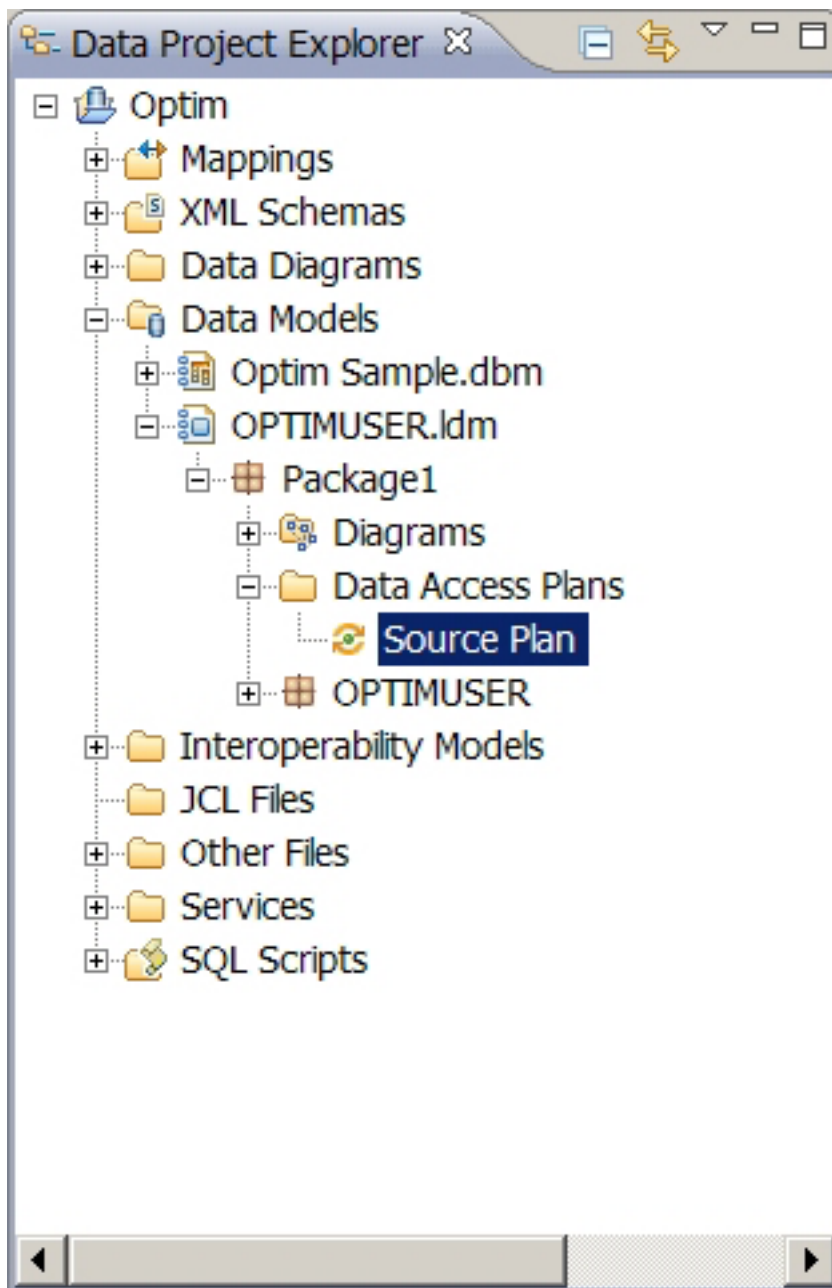 Data Project Explorer
Optim
Mappings
XML Schemas
Data Diagrams
Data Models
Optim Sample.dbm
OPTIMUSER.ldm
Package1
Diagrams
Data Access Plans
Source Plan
OPTIMUSER
Interoperability Models
JCL Files
Other Files
Services
SQL Scripts